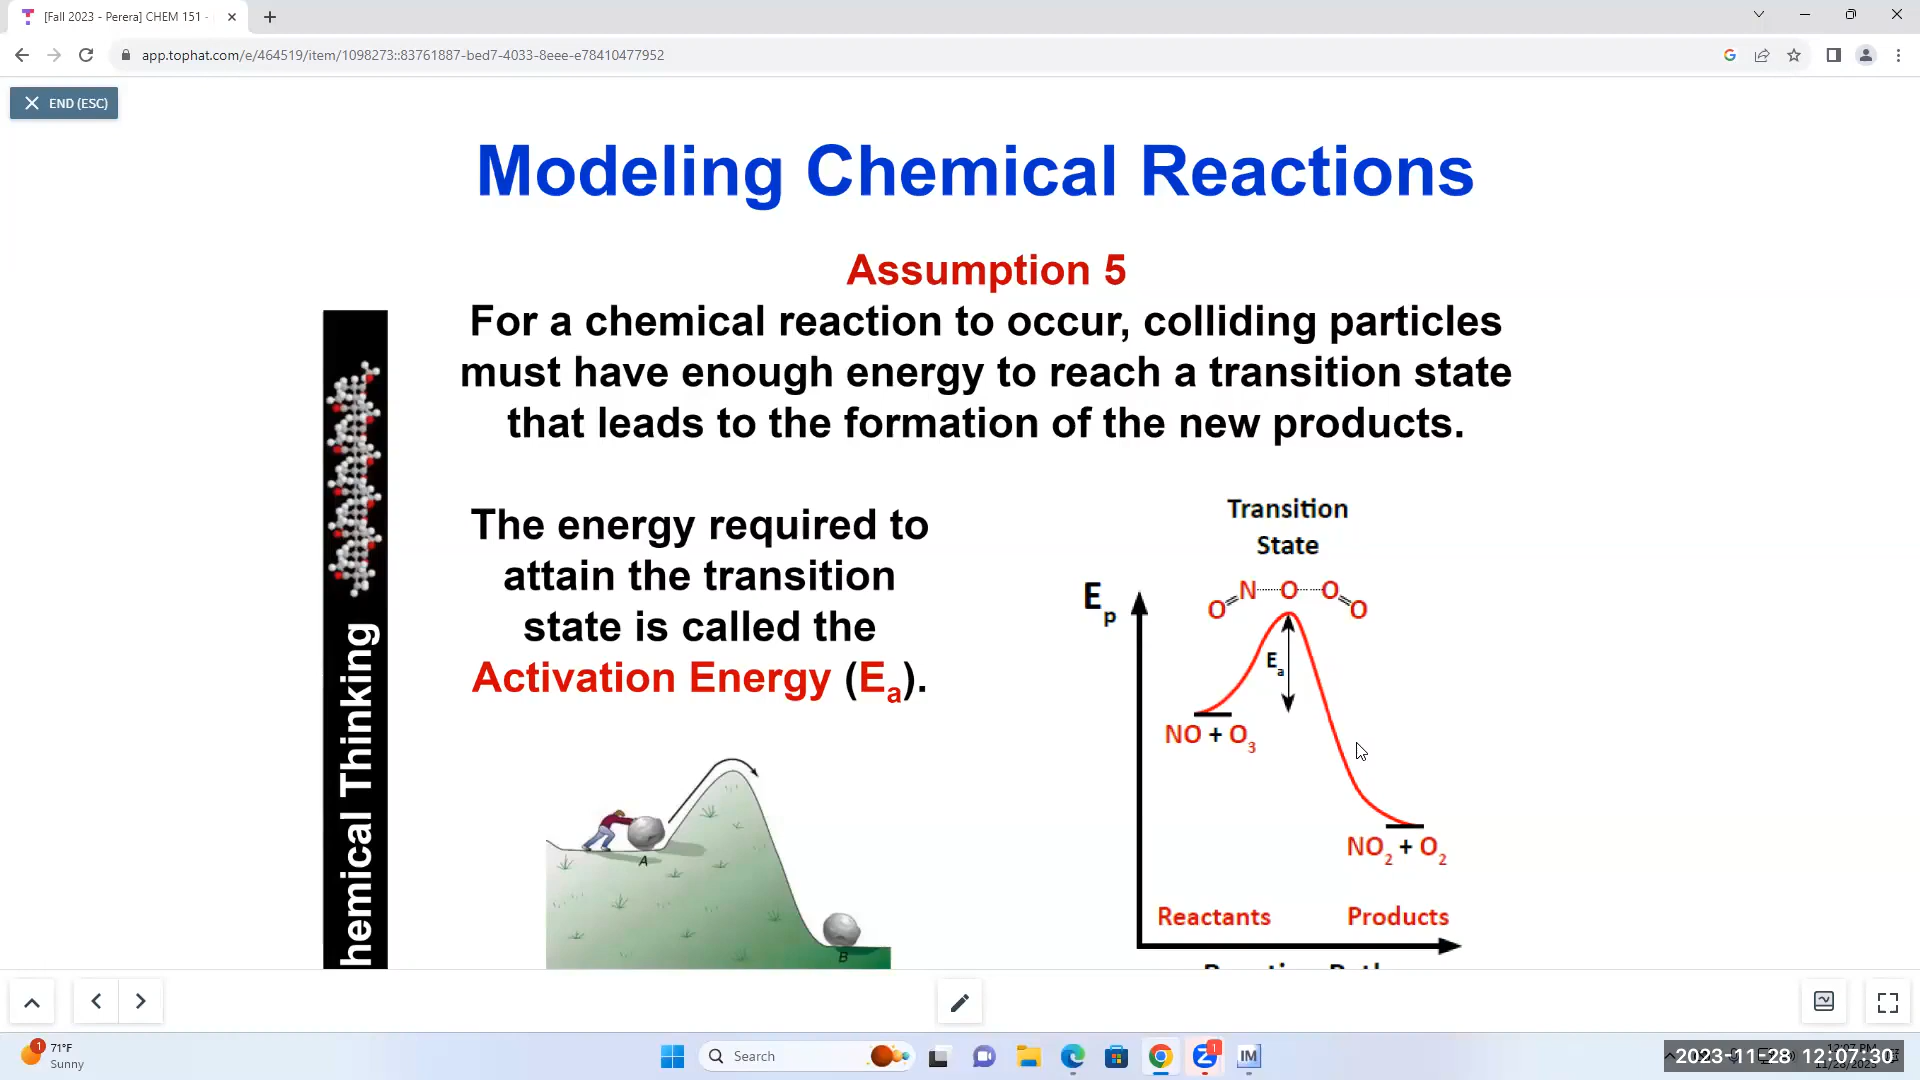 [Fall 2023 - Perera] CHEM 151 -
app.tophat.com/e/464519/item/1098273::83761887-bed7-4033-8eee-e78410477952
END (ESC)
Modeling Chemical Reactions
Assumption 5
For a chemical reaction to occur, colliding particles
must have enough energy to reach a transition state
that leads to the formation of the new products.
The energy required to
attain the transition
state is called the
Activation Energy (Ea).
hemical Thinking
A
B
Transition
State
Ep
O=N···O···O=O
Ea
NO + O3
NO2 + O2
Reactants Products
1
71°F
Sunny
Search
1
IM
2023-11-28 12:07:30